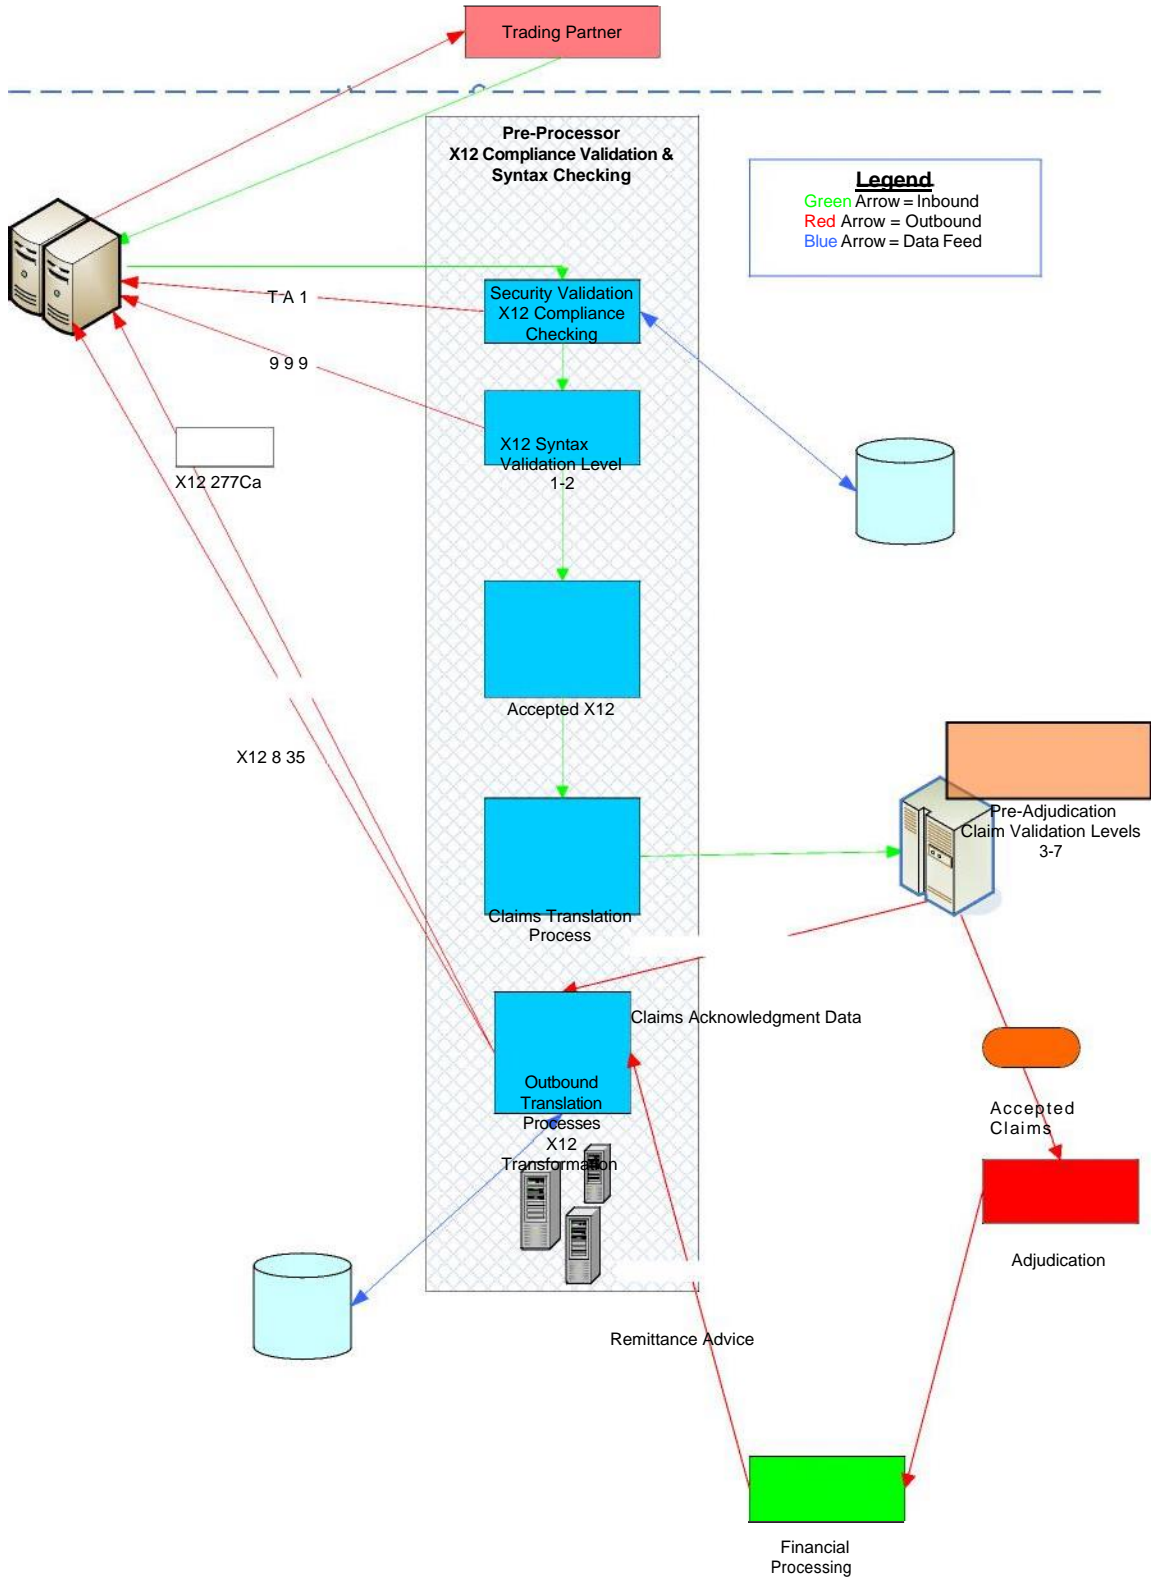 Trading Partner
Pre-Processor
X12 Compliance Validation &
Syntax Checking
Legend
Green Arrow = Inbound
Red Arrow = Outbound
Blue Arrow = Data Feed
Security Validation
X12 Compliance
Checking
T A 1
9 9 9
X12 Syntax
Validation Level
1-2
X12 277Ca
Accepted X12
X12 8 35
Pre-Adjudication
Claim Validation Levels
3-7
Claims Translation
Process
Claims Acknowledgment Data
Outbound
Translation
Processes
X12
Transformation
Accepted
Claims
Adjudication
Remittance Advice
Financial
Processing